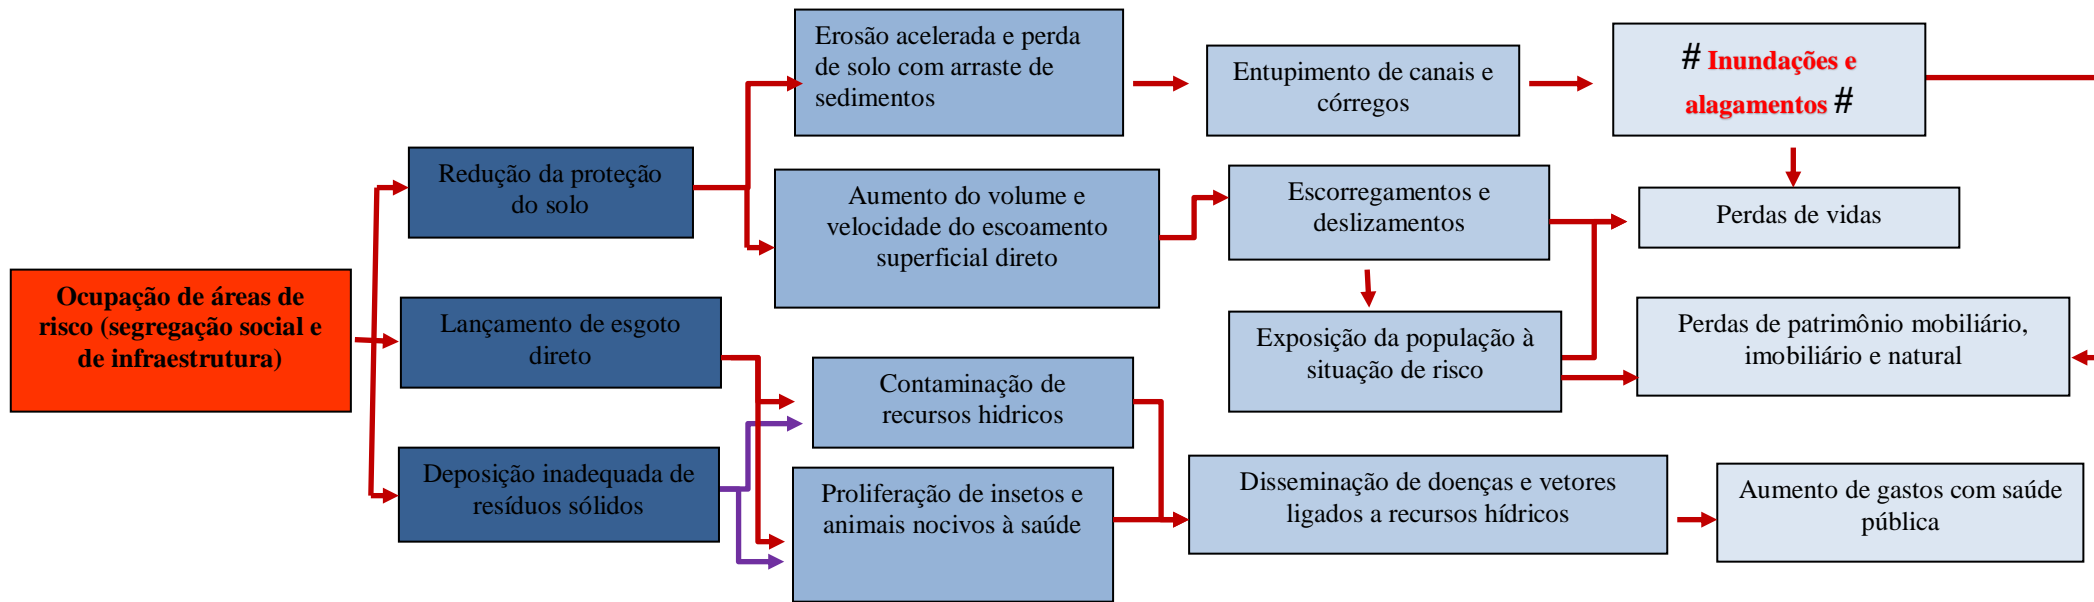 Erosão acelerada e perda
de solo com arraste de
sedimentos
Entupimento de canais e
córregos
# Inundações e
alagamentos #
Redução da proteção
do solo
Aumento do volume e
velocidade do escoamento
superficial direto
Escorregamentos e
deslizamentos
Perdas de vidas
Ocupação de áreas de
risco (segregação social e
de infraestrutura)
Lançamento de esgoto
direto
Exposição da população à
situação de risco
Perdas de patrimônio mobiliário,
imobiliário e natural
Contaminação de
recursos hidricos
Deposição inadequada de
resíduos sólidos
Proliferação de insetos e
animais nocivos à saúde
Disseminação de doenças e vetores
ligados a recursos hídricos
Aumento de gastos com saúde
pública